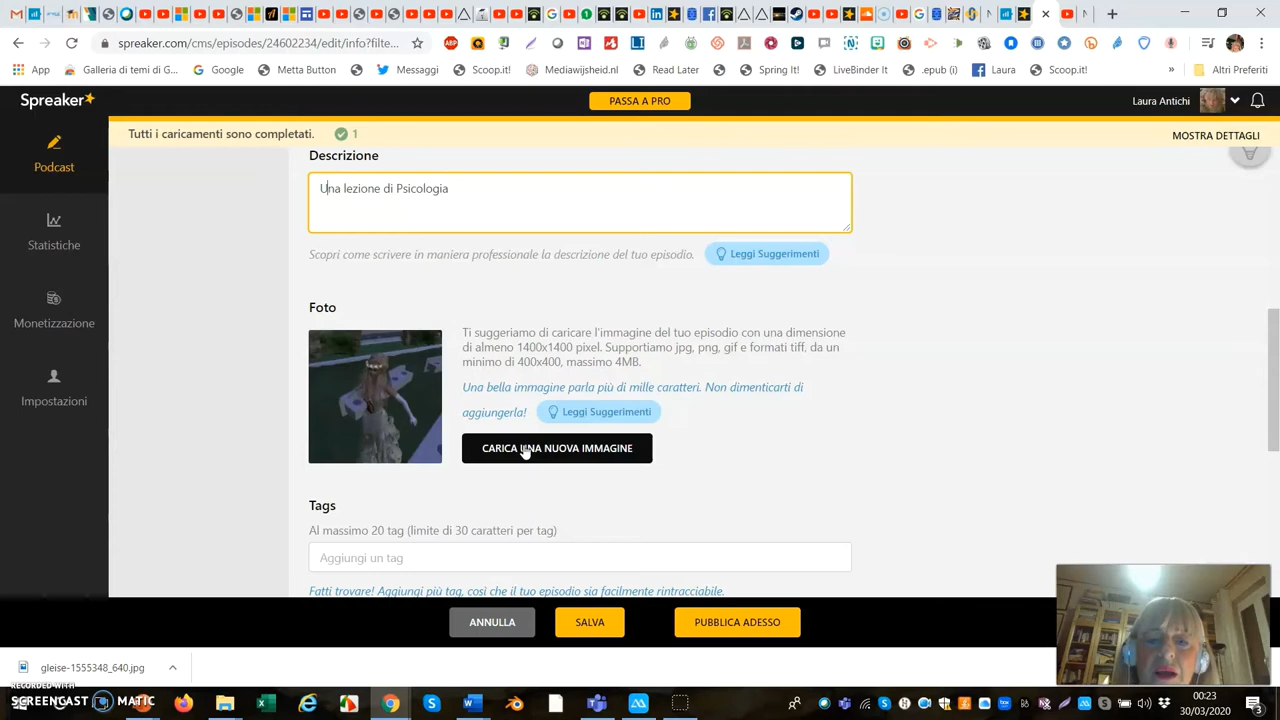 spreaker.com/cms/episodes/24602234/edit/info?filte...
App
Galleria di temi di G...
Google
Metta Button
Messaggi
Scoop.it!
Mediawijsheid.nl
Read Later
Spring It!
LiveBinder It
.epub (i)
Laura
Scoop.it!
»
Altri Preferiti
Spreaker
PASSA A PRO
Laura Antichi
Tutti i caricamenti sono completati.
1
MOSTRA DETTAGLI
Podcast
Statistiche
Monetizzazione
Impostazioni
Descrizione
Una lezione di Psicologia
Scopri come scrivere in maniera professionale la descrizione del tuo episodio.
Leggi Suggerimenti
Foto
Ti suggeriamo di caricare l'immagine del tuo episodio con una dimensione
di almeno 1400x1400 pixel. Supportiamo jpg, png, gif e formati tiff, da un
minimo di 400x400, massimo 4MB.
Una bella immagine parla più di mille caratteri. Non dimenticarti di
aggiungerla!
Leggi Suggerimenti
CARICA UNA NUOVA IMMAGINE
Tags
Al massimo 20 tag (limite di 30 caratteri per tag)
Aggiungi un tag
Fatti trovare! Aggiungi più tag, così che il tuo episodio sia facilmente rintracciabile.
ANNULLA
SALVA
PUBBLICA ADESSO
gleise-1555348_640.jpg
RECORDED WITH
SCREENCAST MATIC
00:23
30/03/2020
3